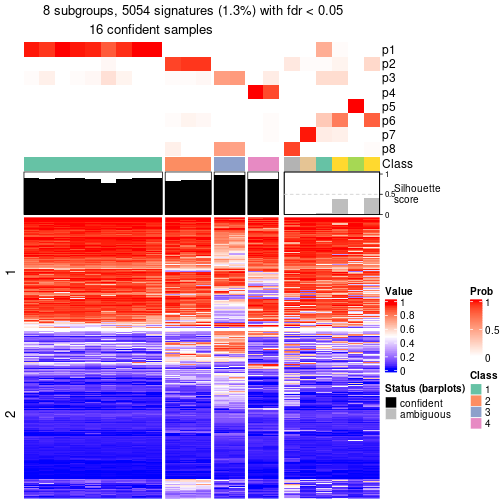 8 subgroups, 5054 signatures (1.3%) with fdr < 0.05
16 confident samples
p1
p2
p3
p4
p5
p6
p7
p8
Class
1
0.5
0
Silhouette
score
1
2
Value
1
0.8
0.6
0.4
0.2
0
Prob
1
0.5
0
Status (barplots)
confident
ambiguous
Class
1
2
3
4